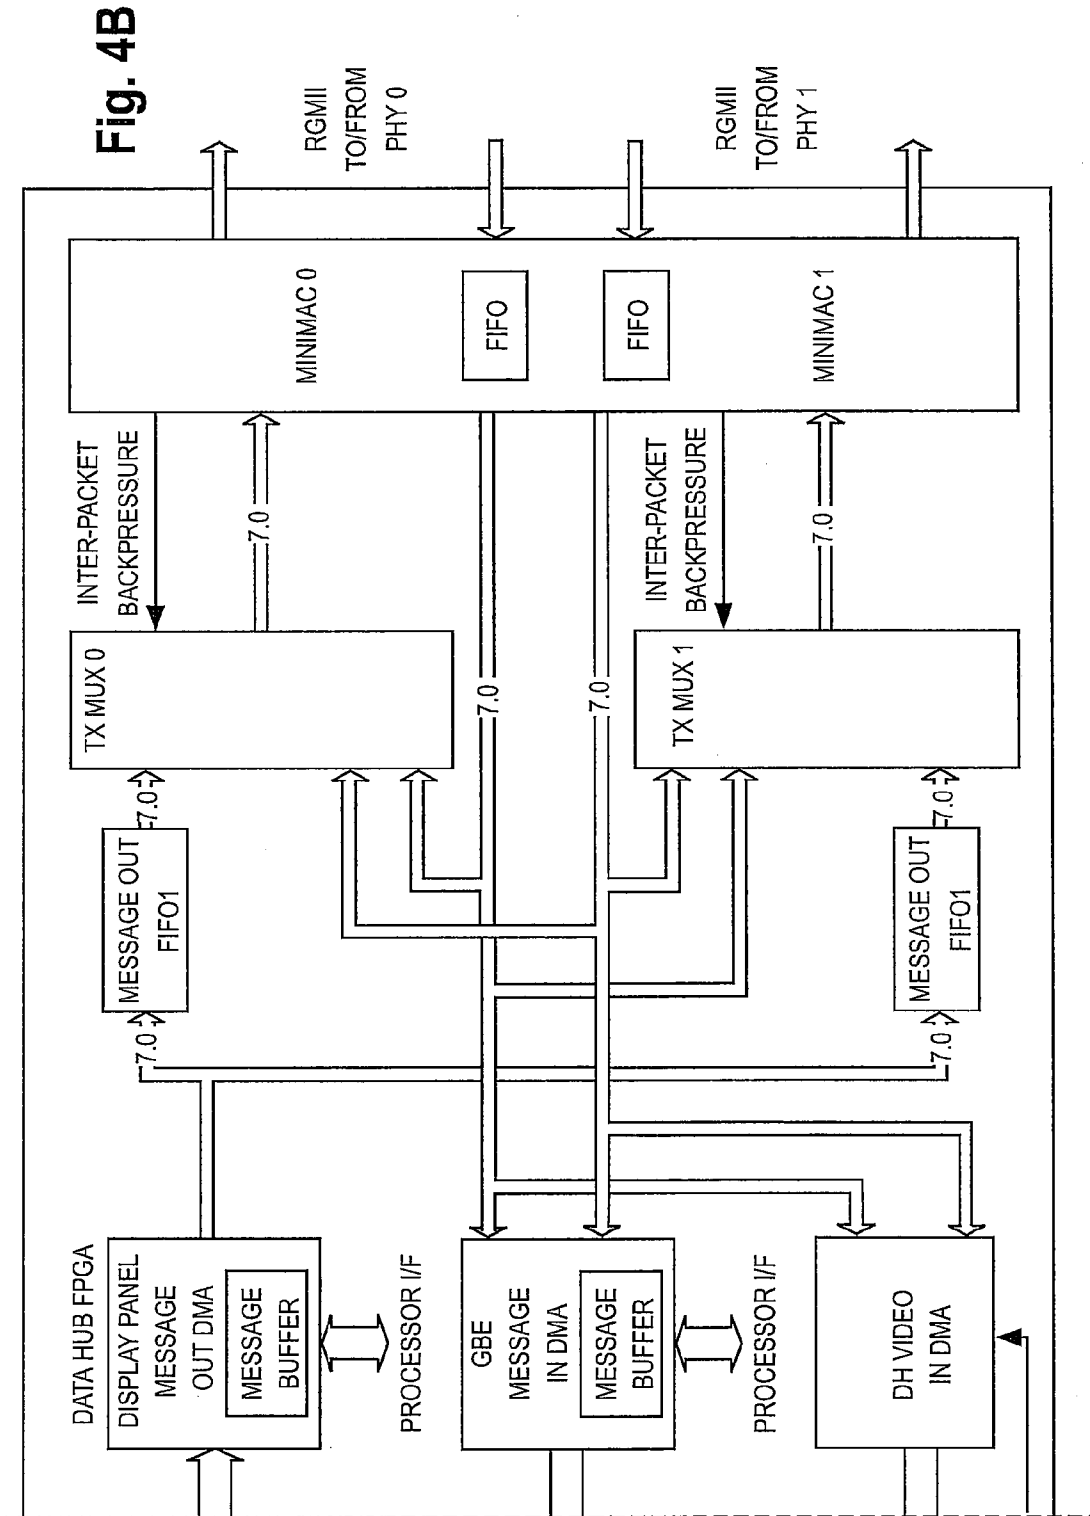 Fig. 4B
RGMII
TO/FROM
PHY 0
RGMII
TO/FROM
PHY 1
MINIMAC 0
FIFO
FIFO
MINIMAC 1
INTER-PACKET
BACKPRESSURE
7.0
INTER-PACKET
BACKPRESSURE
7.0
TX MUX 0
7.0
7.0
TX MUX 1
7.0
MESSAGE OUT
FIFO1
7.0
7.0
MESSAGE OUT
FIFO1
7.0
DATA HUB FPGA
DISPLAY PANEL
MESSAGE
OUT DMA
MESSAGE
BUFFER
PROCESSOR I/F
GBE
MESSAGE
IN DMA
MESSAGE
BUFFER
PROCESSOR I/F
DH VIDEO
IN DMA